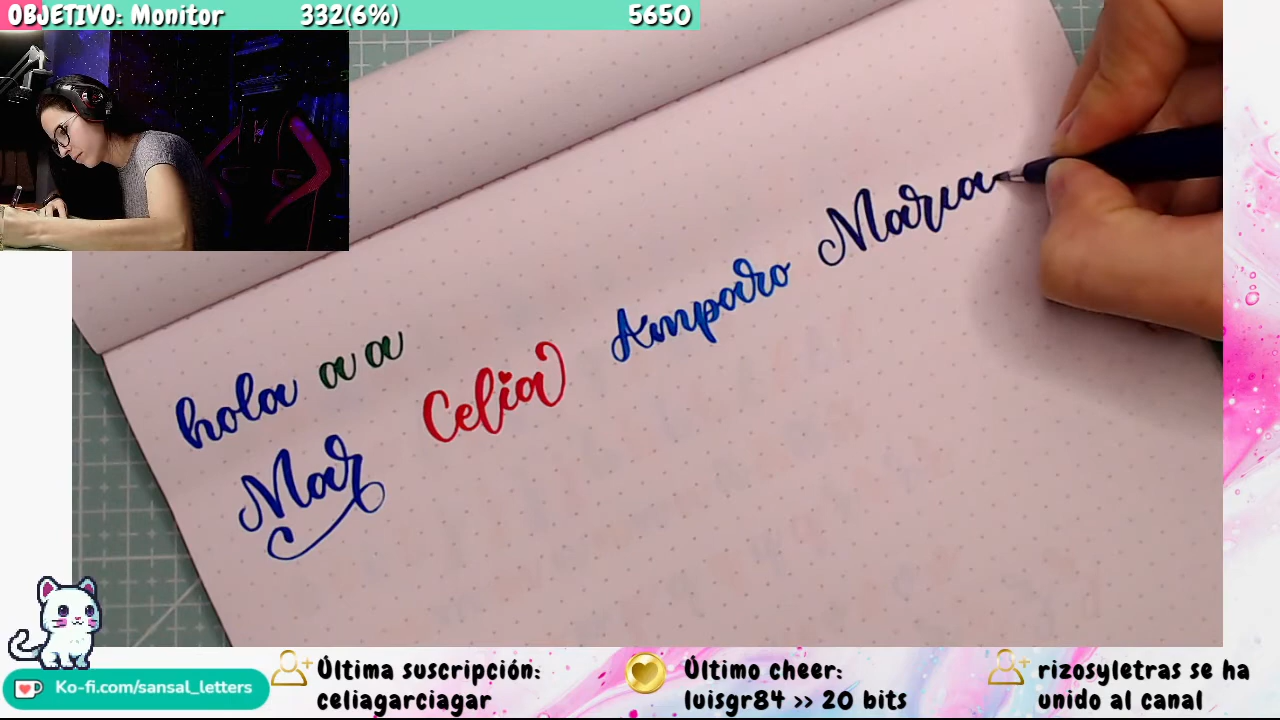 OBJETIVO: Monitor 332(6%) 5650
hola a a
Celia Amparo Maria
Mar
Ko-fi.com/sansal_letters
Última suscripción:
celiagarciagar
Último cheer:
luisgr84 >> 20 bits
rizosyletras se ha
unido al canal